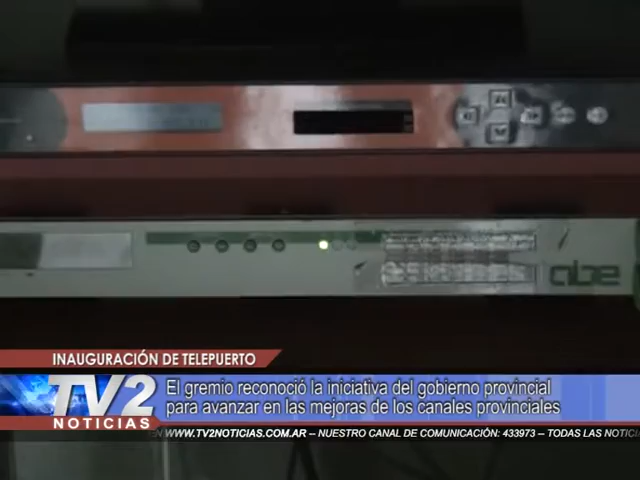 abe
INAUGURACIÓN DE TELEPUERTO
TV2
NOTICIAS
El gremio reconoció la iniciativa del gobierno provincial
para avanzar en las mejoras de los canales provinciales
EN WWW.TV2NOTICIAS.COM.AR – NUESTRO CANAL DE COMUNICACIÓN: 433973 – TODAS LAS NOTICI